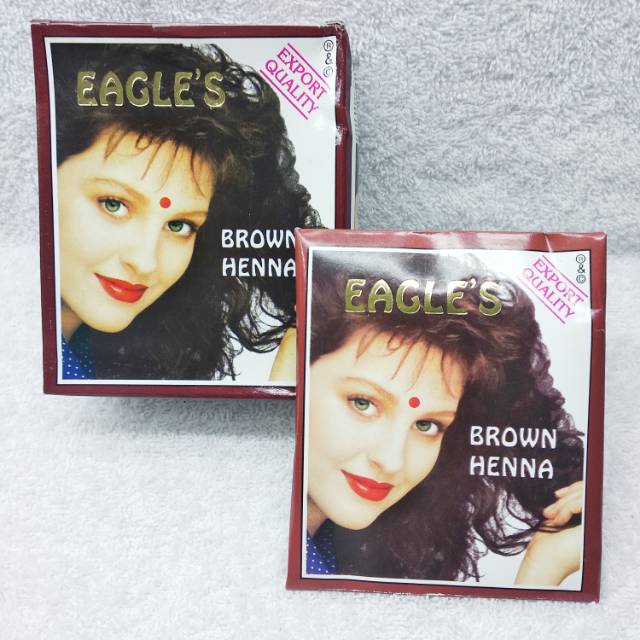 EAGLE'S
EXPORT
QUALITY
® & ©
BROWN
HENNA
EAGLE'S
EXPORT
QUALITY
® & ©
BROWN
HENNA